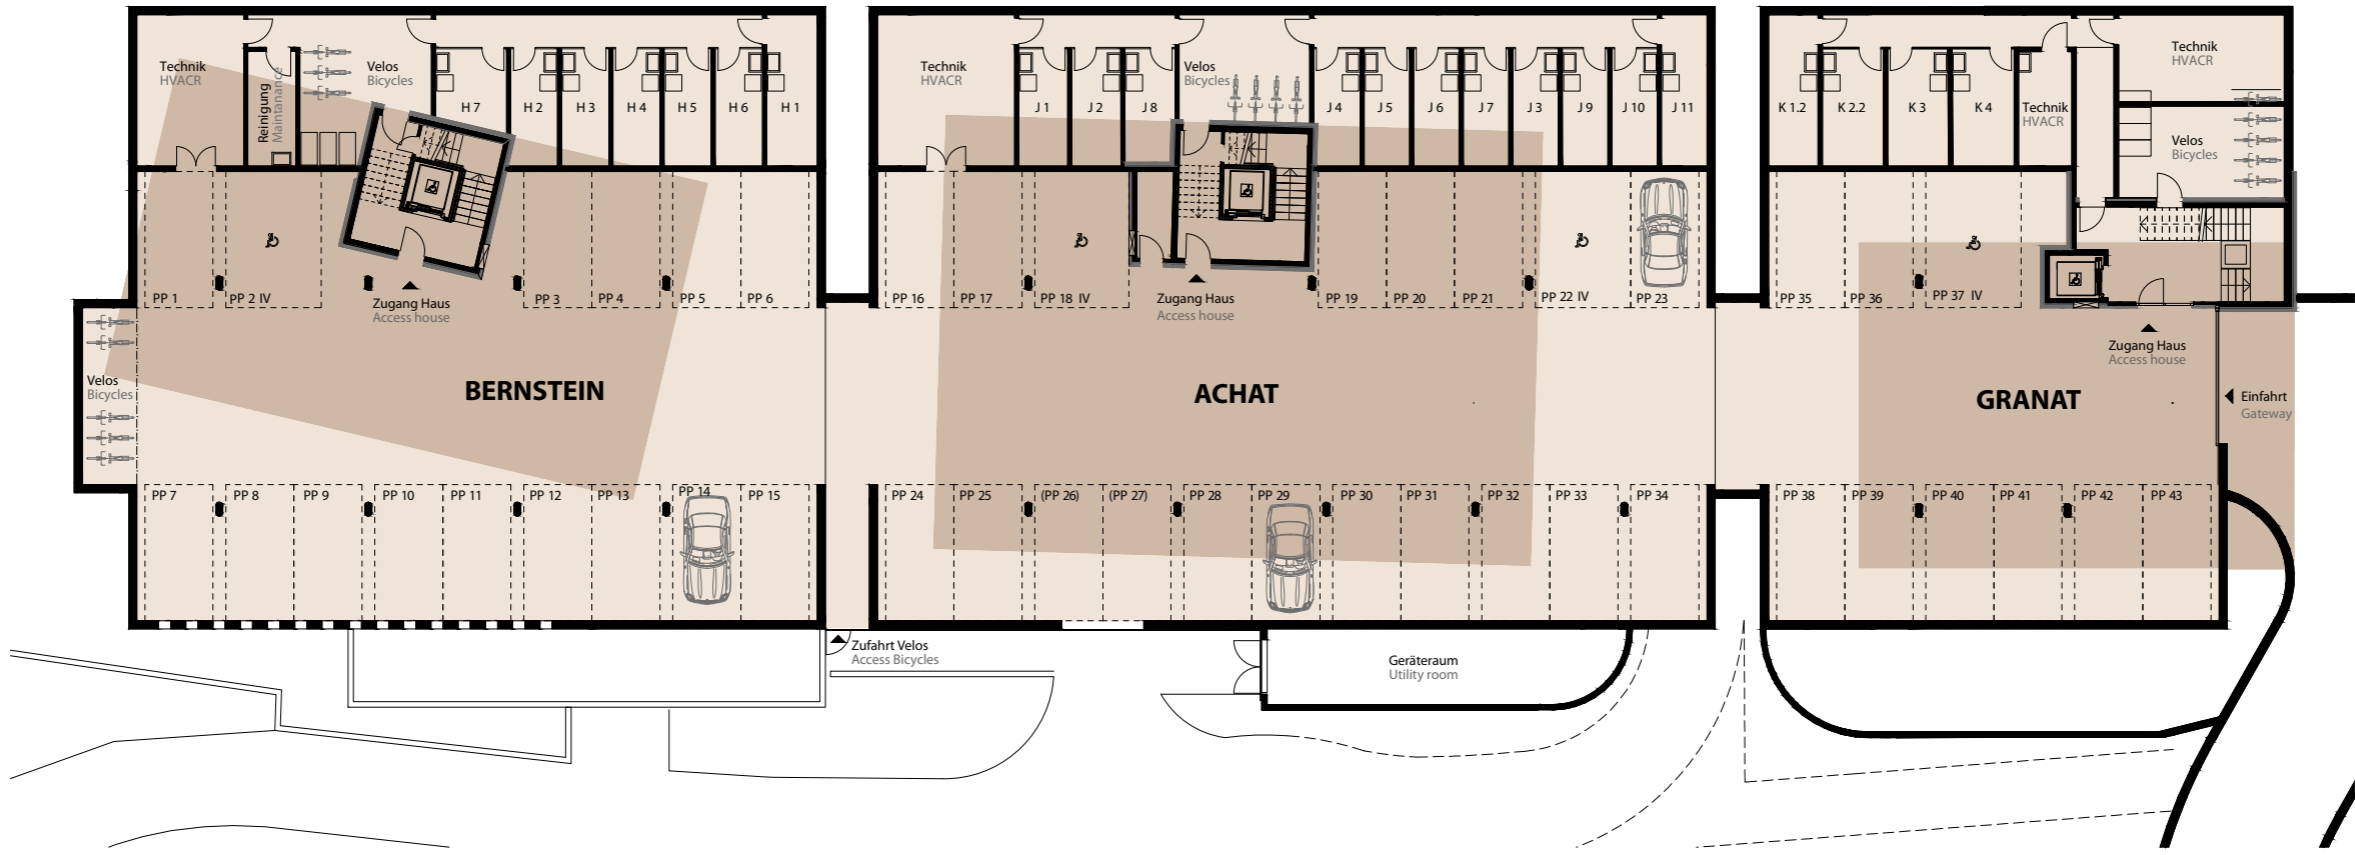 Technik
HVACR
Reinigung
Maintanance
Velos
Bicycles
H 7
H 2
H 3
H 4
H 5
H 6
H 1
PP 1
PP 2 IV
Zugang Haus
Access house
PP 3
PP 4
PP 5
PP 6
Velos
Bicycles
BERNSTEIN
PP 7
PP 8
PP 9
PP 10
PP 11
PP 12
PP 13
PP 14
PP 15
Zufahrt Velos
Access Bicycles
Technik
HVACR
J 1
J 2
J 8
Velos
Bicycles
J 4
J 5
J 6
J 7
J 3
J 9
J 10
J 11
PP 16
PP 17
PP 18 IV
Zugang Haus
Access house
PP 19
PP 20
PP 21
PP 22 IV
PP 23
ACHAT
PP 24
PP 25
(PP 26)
(PP 27)
PP 28
PP 29
PP 30
PP 31
PP 32
PP 33
PP 34
Geräteraum
Utility room
K 1.2
K 2.2
K 3
K 4
Technik
HVACR
Technik
HVACR
Velos
Bicycles
PP 35
PP 36
PP 37 IV
Zugang Haus
Access house
GRANAT
Einfahrt
Gateway
PP 38
PP 39
PP 40
PP 41
PP 42
PP 43